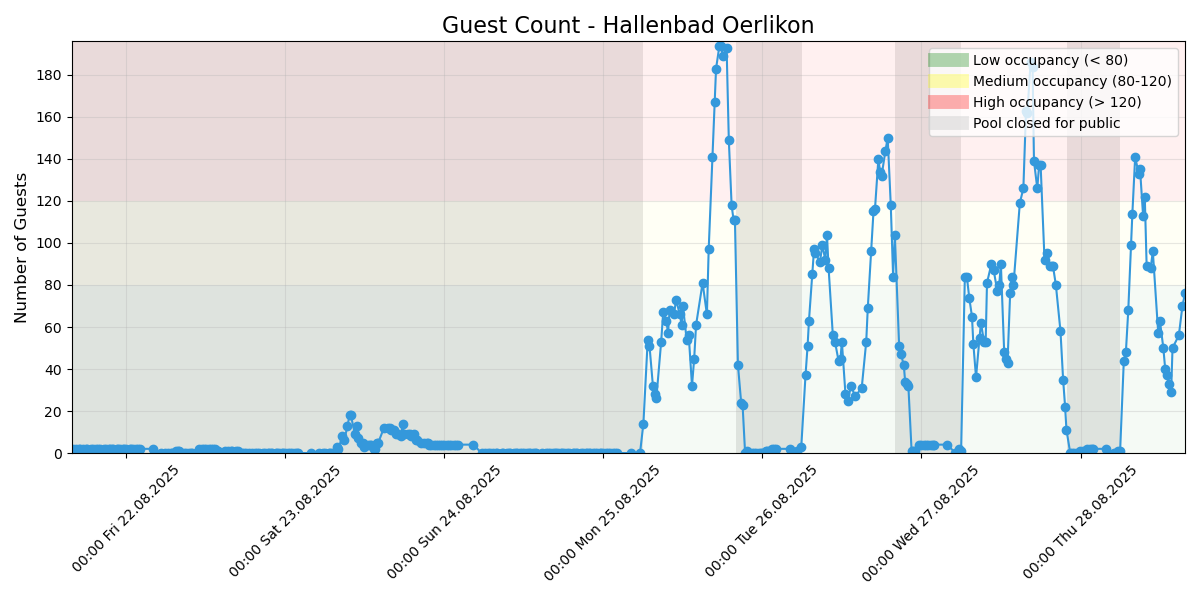 Guest Count - Hallenbad Oerlikon
Number of Guests
180
160
140
120
100
80
60
40
20
0
Low occupancy (< 80)
Medium occupancy (80-120)
High occupancy (> 120)
Pool closed for public
00:00 Fri 22.08.2025
00:00 Sat 23.08.2025
00:00 Sun 24.08.2025
00:00 Mon 25.08.2025
00:00 Tue 26.08.2025
00:00 Wed 27.08.2025
00:00 Thu 28.08.2025